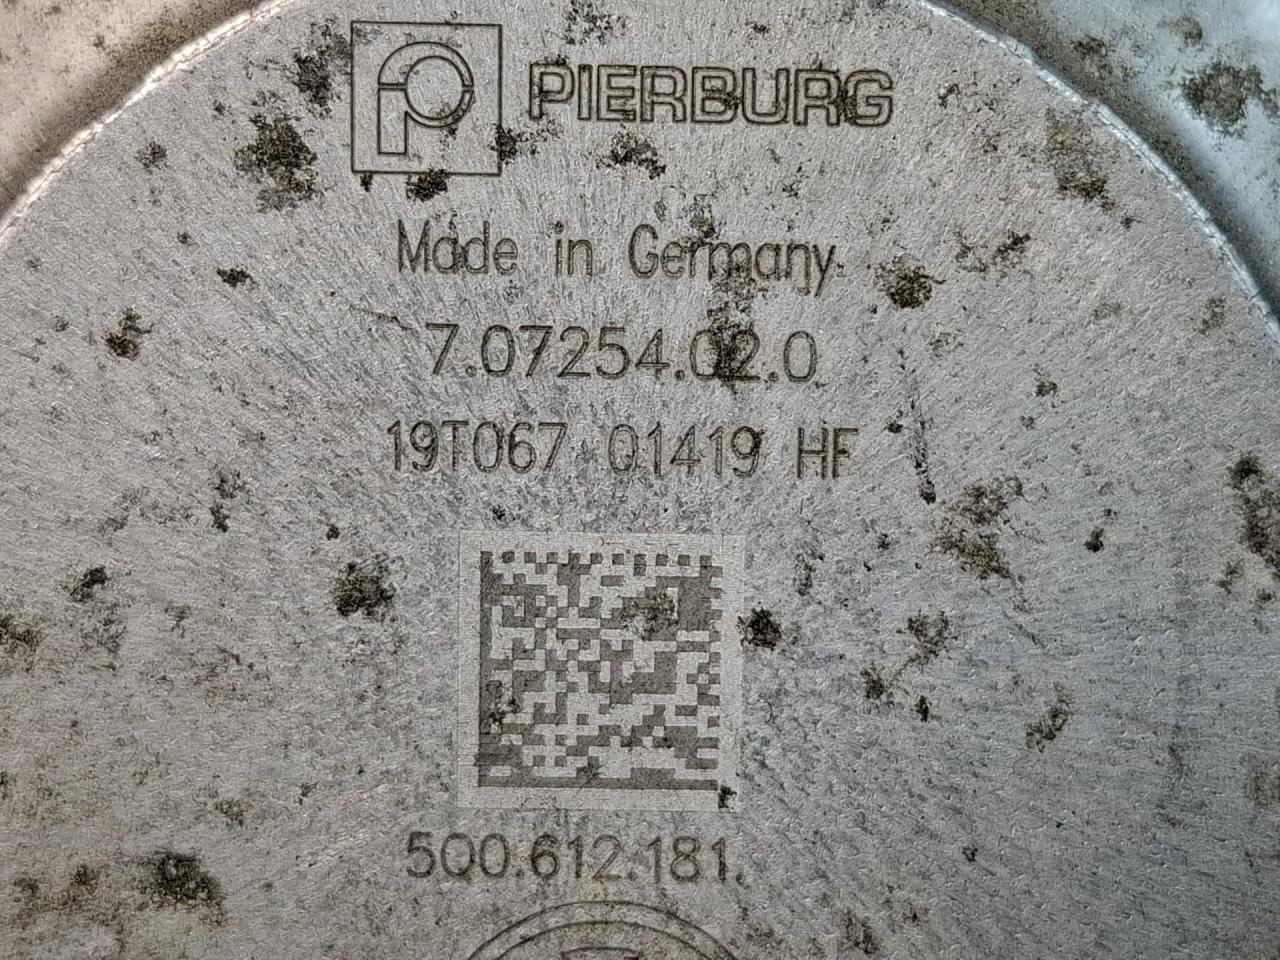 PIERBURG
Made in Germany
7.07254.02.0
19T067 01419 HF
5Q0.612.181.